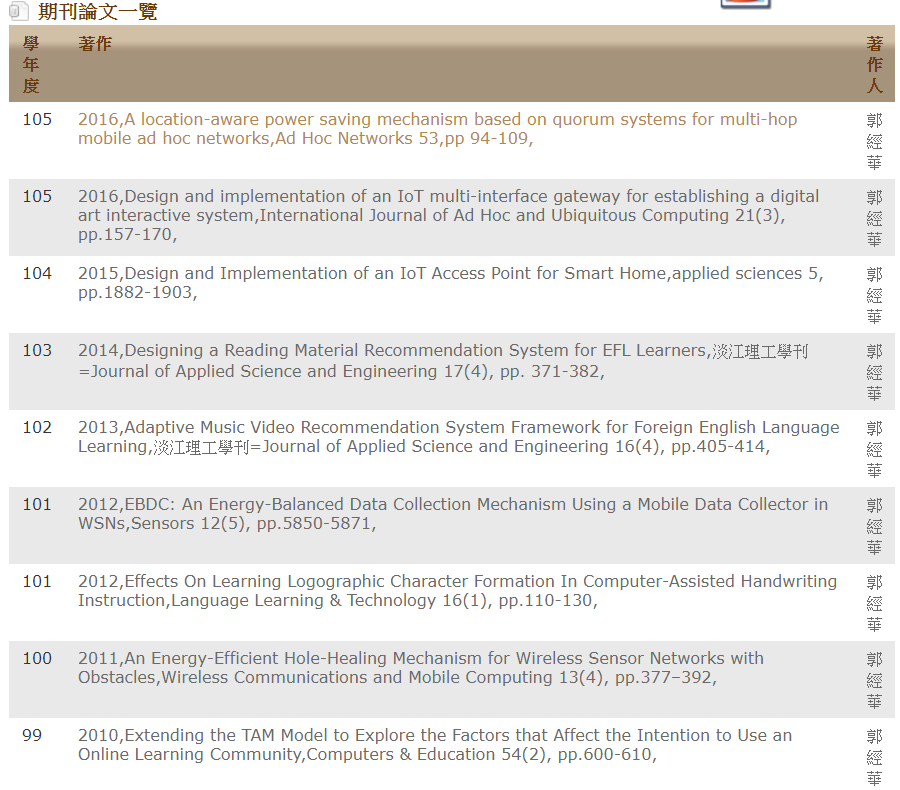 期刊論文一覽
學年度 著作 著作人
105 2016,A location-aware power saving mechanism based on quorum systems for multi-hop
mobile ad hoc networks,Ad Hoc Networks 53,pp 94-109,
郭經華
105 2016,Design and implementation of an IoT multi-interface gateway for establishing a digital
art interactive system,International Journal of Ad Hoc and Ubiquitous Computing 21(3),
pp.157-170,
郭經華
104 2015,Design and Implementation of an IoT Access Point for Smart Home,applied sciences 5,
pp.1882-1903,
郭經華
103 2014,Designing a Reading Material Recommendation System for EFL Learners,淡江理工學刊
=Journal of Applied Science and Engineering 17(4), pp. 371-382,
郭經華
102 2013,Adaptive Music Video Recommendation System Framework for Foreign English Language
Learning,淡江理工學刊=Journal of Applied Science and Engineering 16(4), pp.405-414,
郭經華
101 2012,EBDC: An Energy-Balanced Data Collection Mechanism Using a Mobile Data Collector in
WSNs,Sensors 12(5), pp.5850-5871,
郭經華
101 2012,Effects On Learning Logographic Character Formation In Computer-Assisted Handwriting
Instruction,Language Learning & Technology 16(1), pp.110-130,
郭經華
100 2011,An Energy-Efficient Hole-Healing Mechanism for Wireless Sensor Networks with
Obstacles,Wireless Communications and Mobile Computing 13(4), pp.377–392,
郭經華
99 2010,Extending the TAM Model to Explore the Factors that Affect the Intention to Use an
Online Learning Community,Computers & Education 54(2), pp.600-610,
郭經華